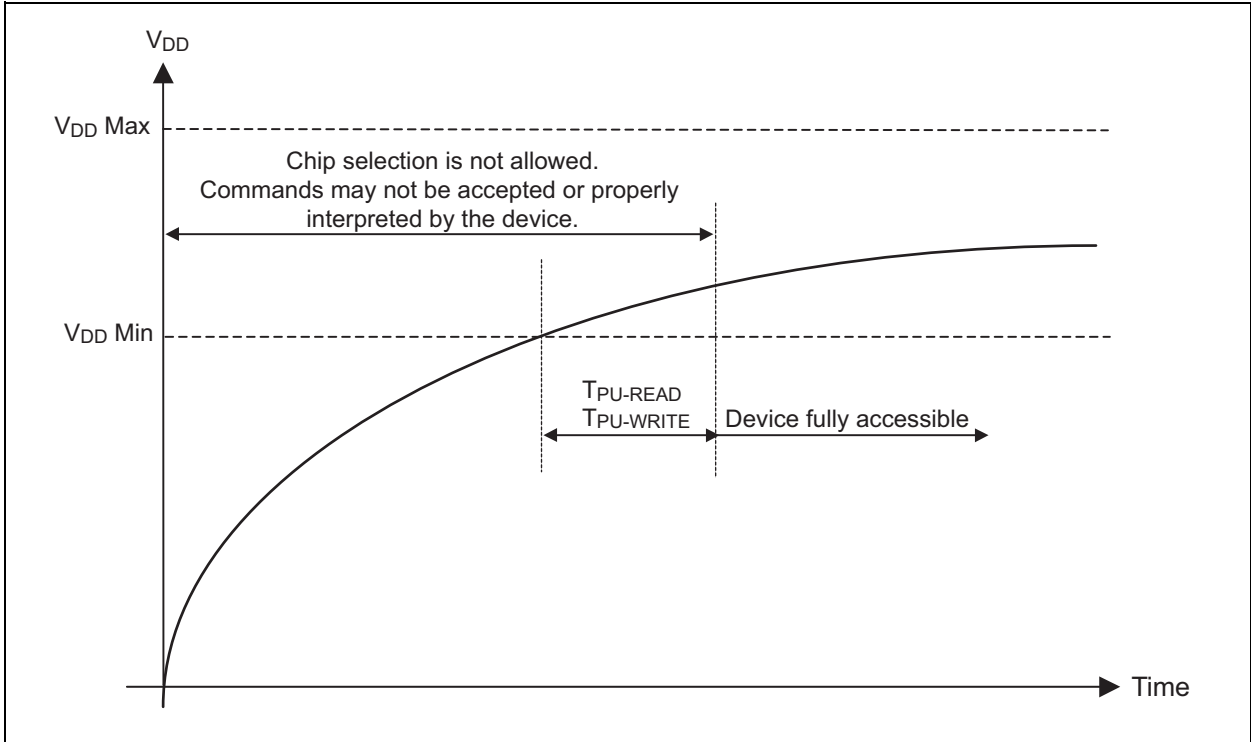 VDD
VDD Max
Chip selection is not allowed.
Commands may not be accepted or properly
interpreted by the device.
VDD Min
TPU-READ
TPU-WRITE
Device fully accessible
Time